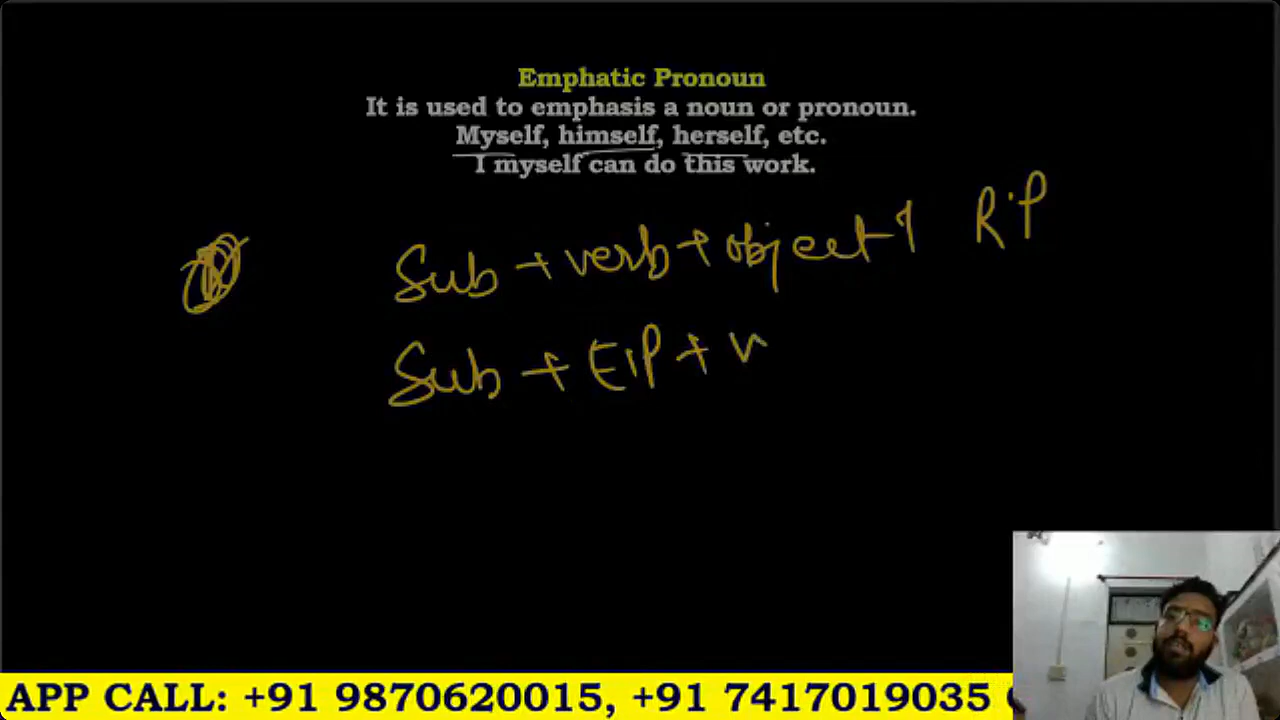 Emphatic Pronoun
It is used to emphasis a noun or pronoun.
Myself, himself, herself, etc.
I myself can do this work.
Sub + verb + object R.P
Sub + E.P + v
APP CALL: +91 9870620015, +91 7417019035